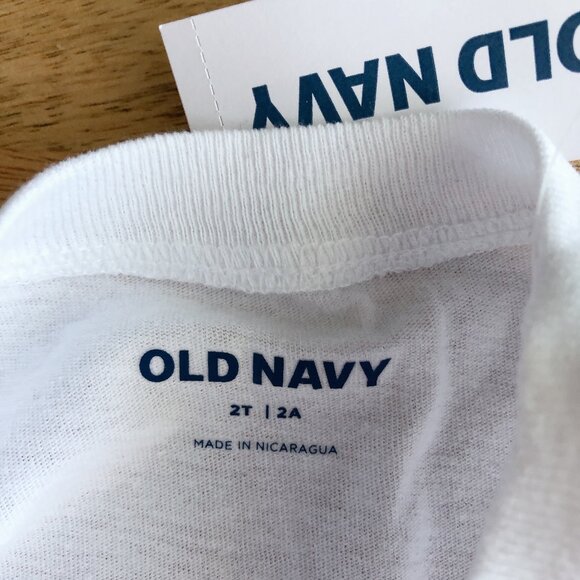 OLD NAVY
OLD NAVY
2T | 2A
MADE IN NICARAGUA